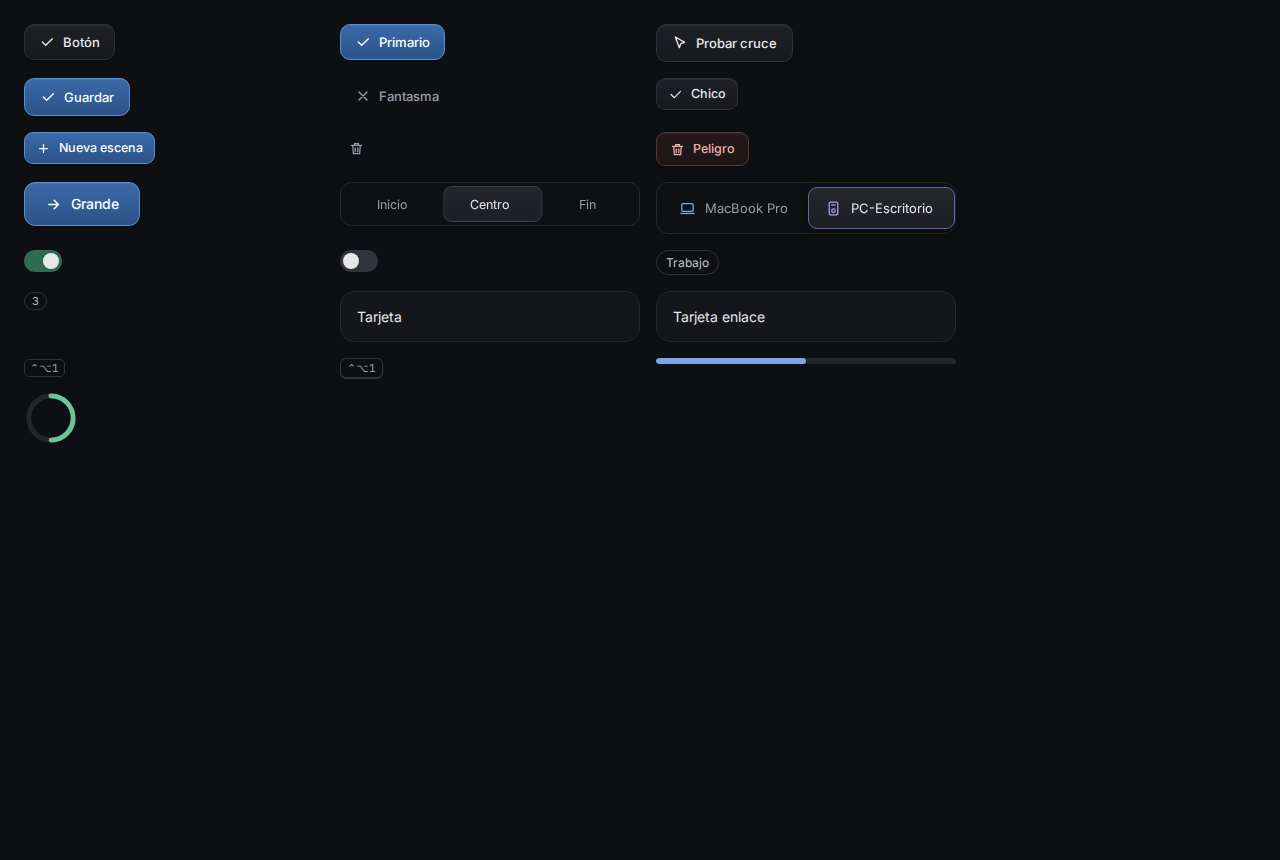 Botón
Primario
Probar cruce
Guardar
Fantasma
Chico
Nueva escena
Peligro
Grande
Inicio
Centro
Fin
MacBook Pro
PC-Escritorio
Trabajo
3
Tarjeta
Tarjeta enlace
⌃⌥1
⌃⌥1